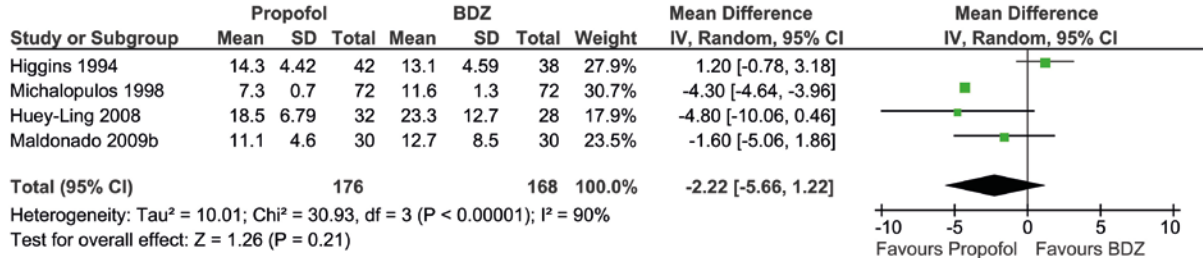 Propofol BDZ Mean Difference Mean Difference
Study or Subgroup Mean SD Total Mean SD Total Weight IV, Random, 95% CI IV, Random, 95% CI
Higgins 1994 14.3 4.42 42 13.1 4.59 38 27.9% 1.20 [-0.78, 3.18]
Michalopulos 1998 7.3 0.7 72 11.6 1.3 72 30.7% -4.30 [-4.64, -3.96]
Huey-Ling 2008 18.5 6.79 32 23.3 12.7 28 17.9% -4.80 [-10.06, 0.46]
Maldonado 2009b 11.1 4.6 30 12.7 8.5 30 23.5% -1.60 [-5.06, 1.86]
Total (95% CI) 176 168 100.0% -2.22 [-5.66, 1.22]
Heterogeneity: Tau² = 10.01; Chi² = 30.93, df = 3 (P < 0.00001); I² = 90%
Test for overall effect: Z = 1.26 (P = 0.21)
-10 -5 0 5 10
Favours Propofol Favours BDZ